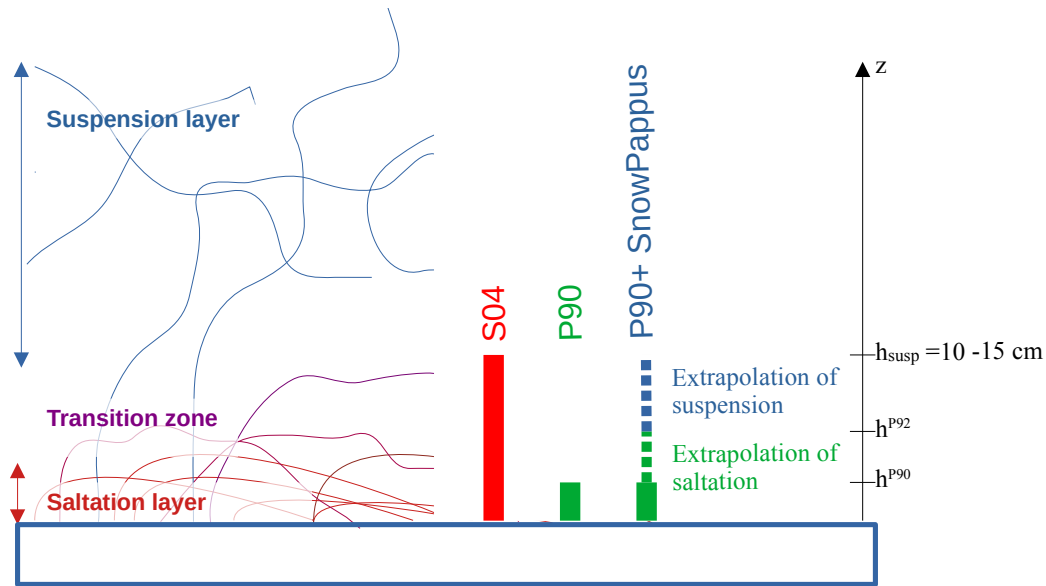 Suspension layer
Transition zone
Saltation layer
S04
P90
P90+ SnowPappus
Extrapolation of
suspension
Extrapolation of
saltation
z
hsusp =10 -15 cm
hP92
hP90